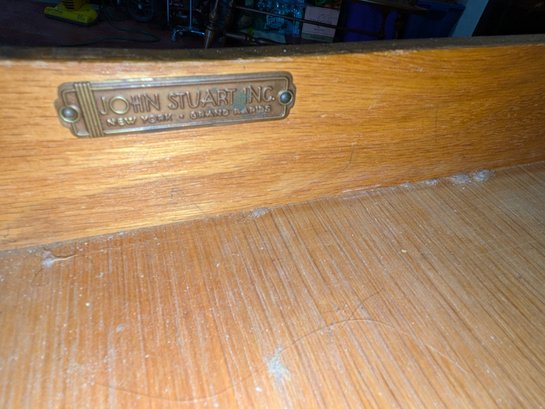 JOHN STUART INC.
NEW YORK • GRAND RAPIDS